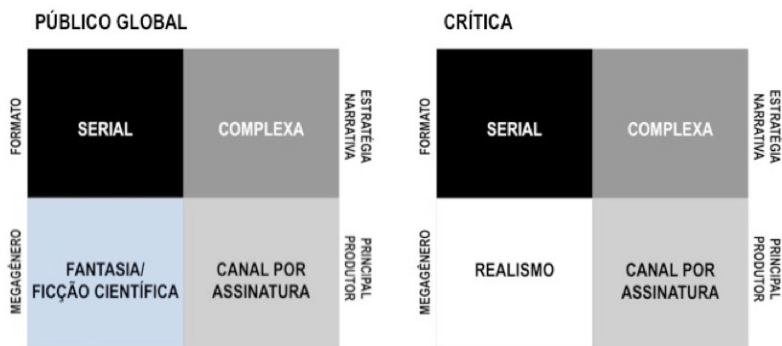 PÚBLICO GLOBAL
FORMATO
SERIAL
COMPLEXA
ESTRATÉGIA
NARRATIVA
MEGAGÊNERO
FANTASIA/
FICÇÃO CIENTÍFICA
CANAL POR
ASSINATURA
PRINCIPAL
PRODUTOR
CRÍTICA
FORMATO
SERIAL
COMPLEXA
ESTRATÉGIA
NARRATIVA
MEGAGÊNERO
REALISMO
CANAL POR
ASSINATURA
PRINCIPAL
PRODUTOR